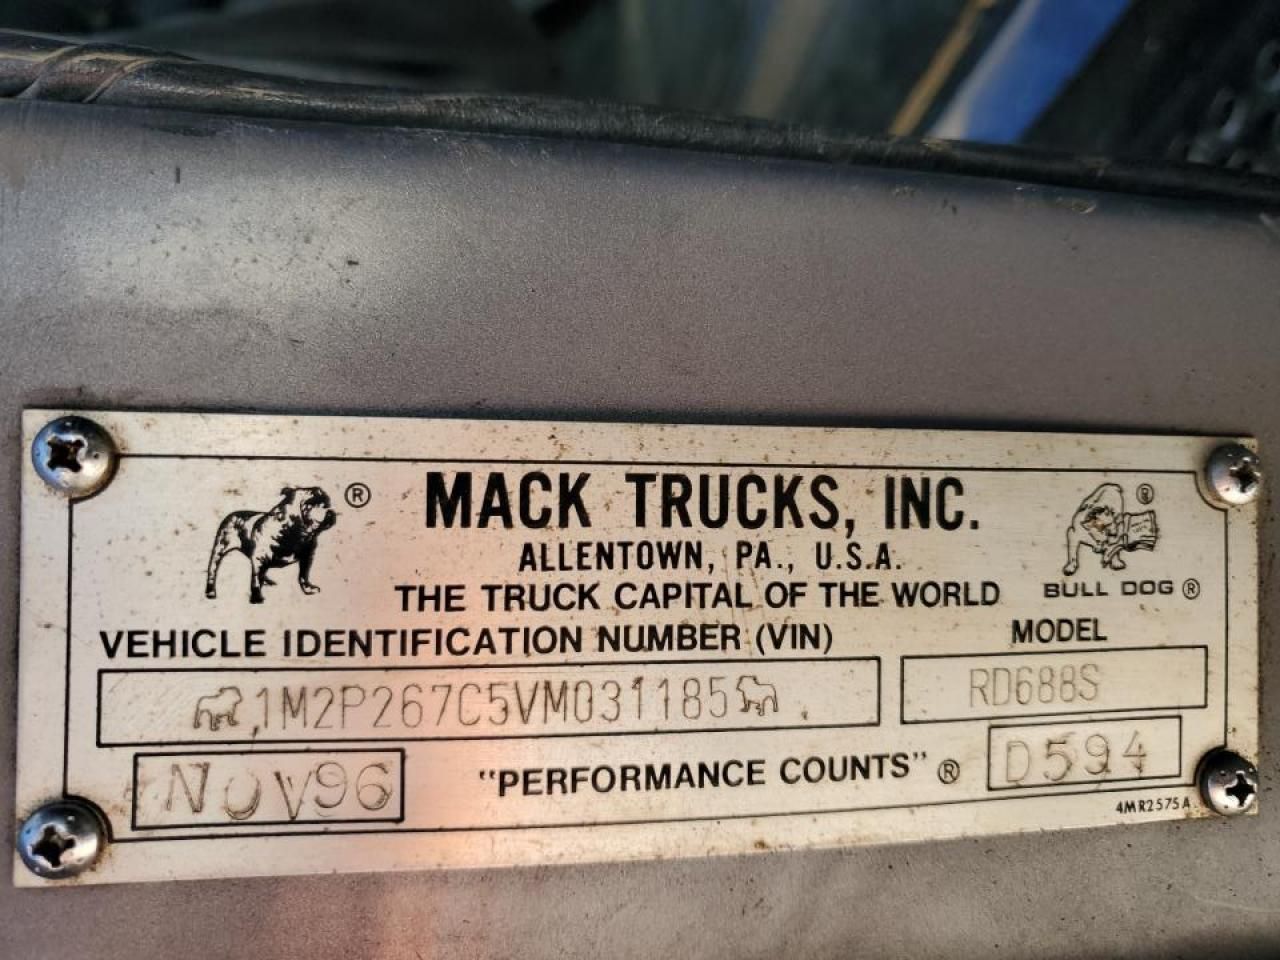 ® MACK TRUCKS, INC. ®
ALLENTOWN, PA., U.S.A.
THE TRUCK CAPITAL OF THE WORLD BULL DOG ®
VEHICLE IDENTIFICATION NUMBER (VIN) MODEL
1M2P267C5VM031185 RD688S
NOV96 "PERFORMANCE COUNTS" ® D594
4MR2575A